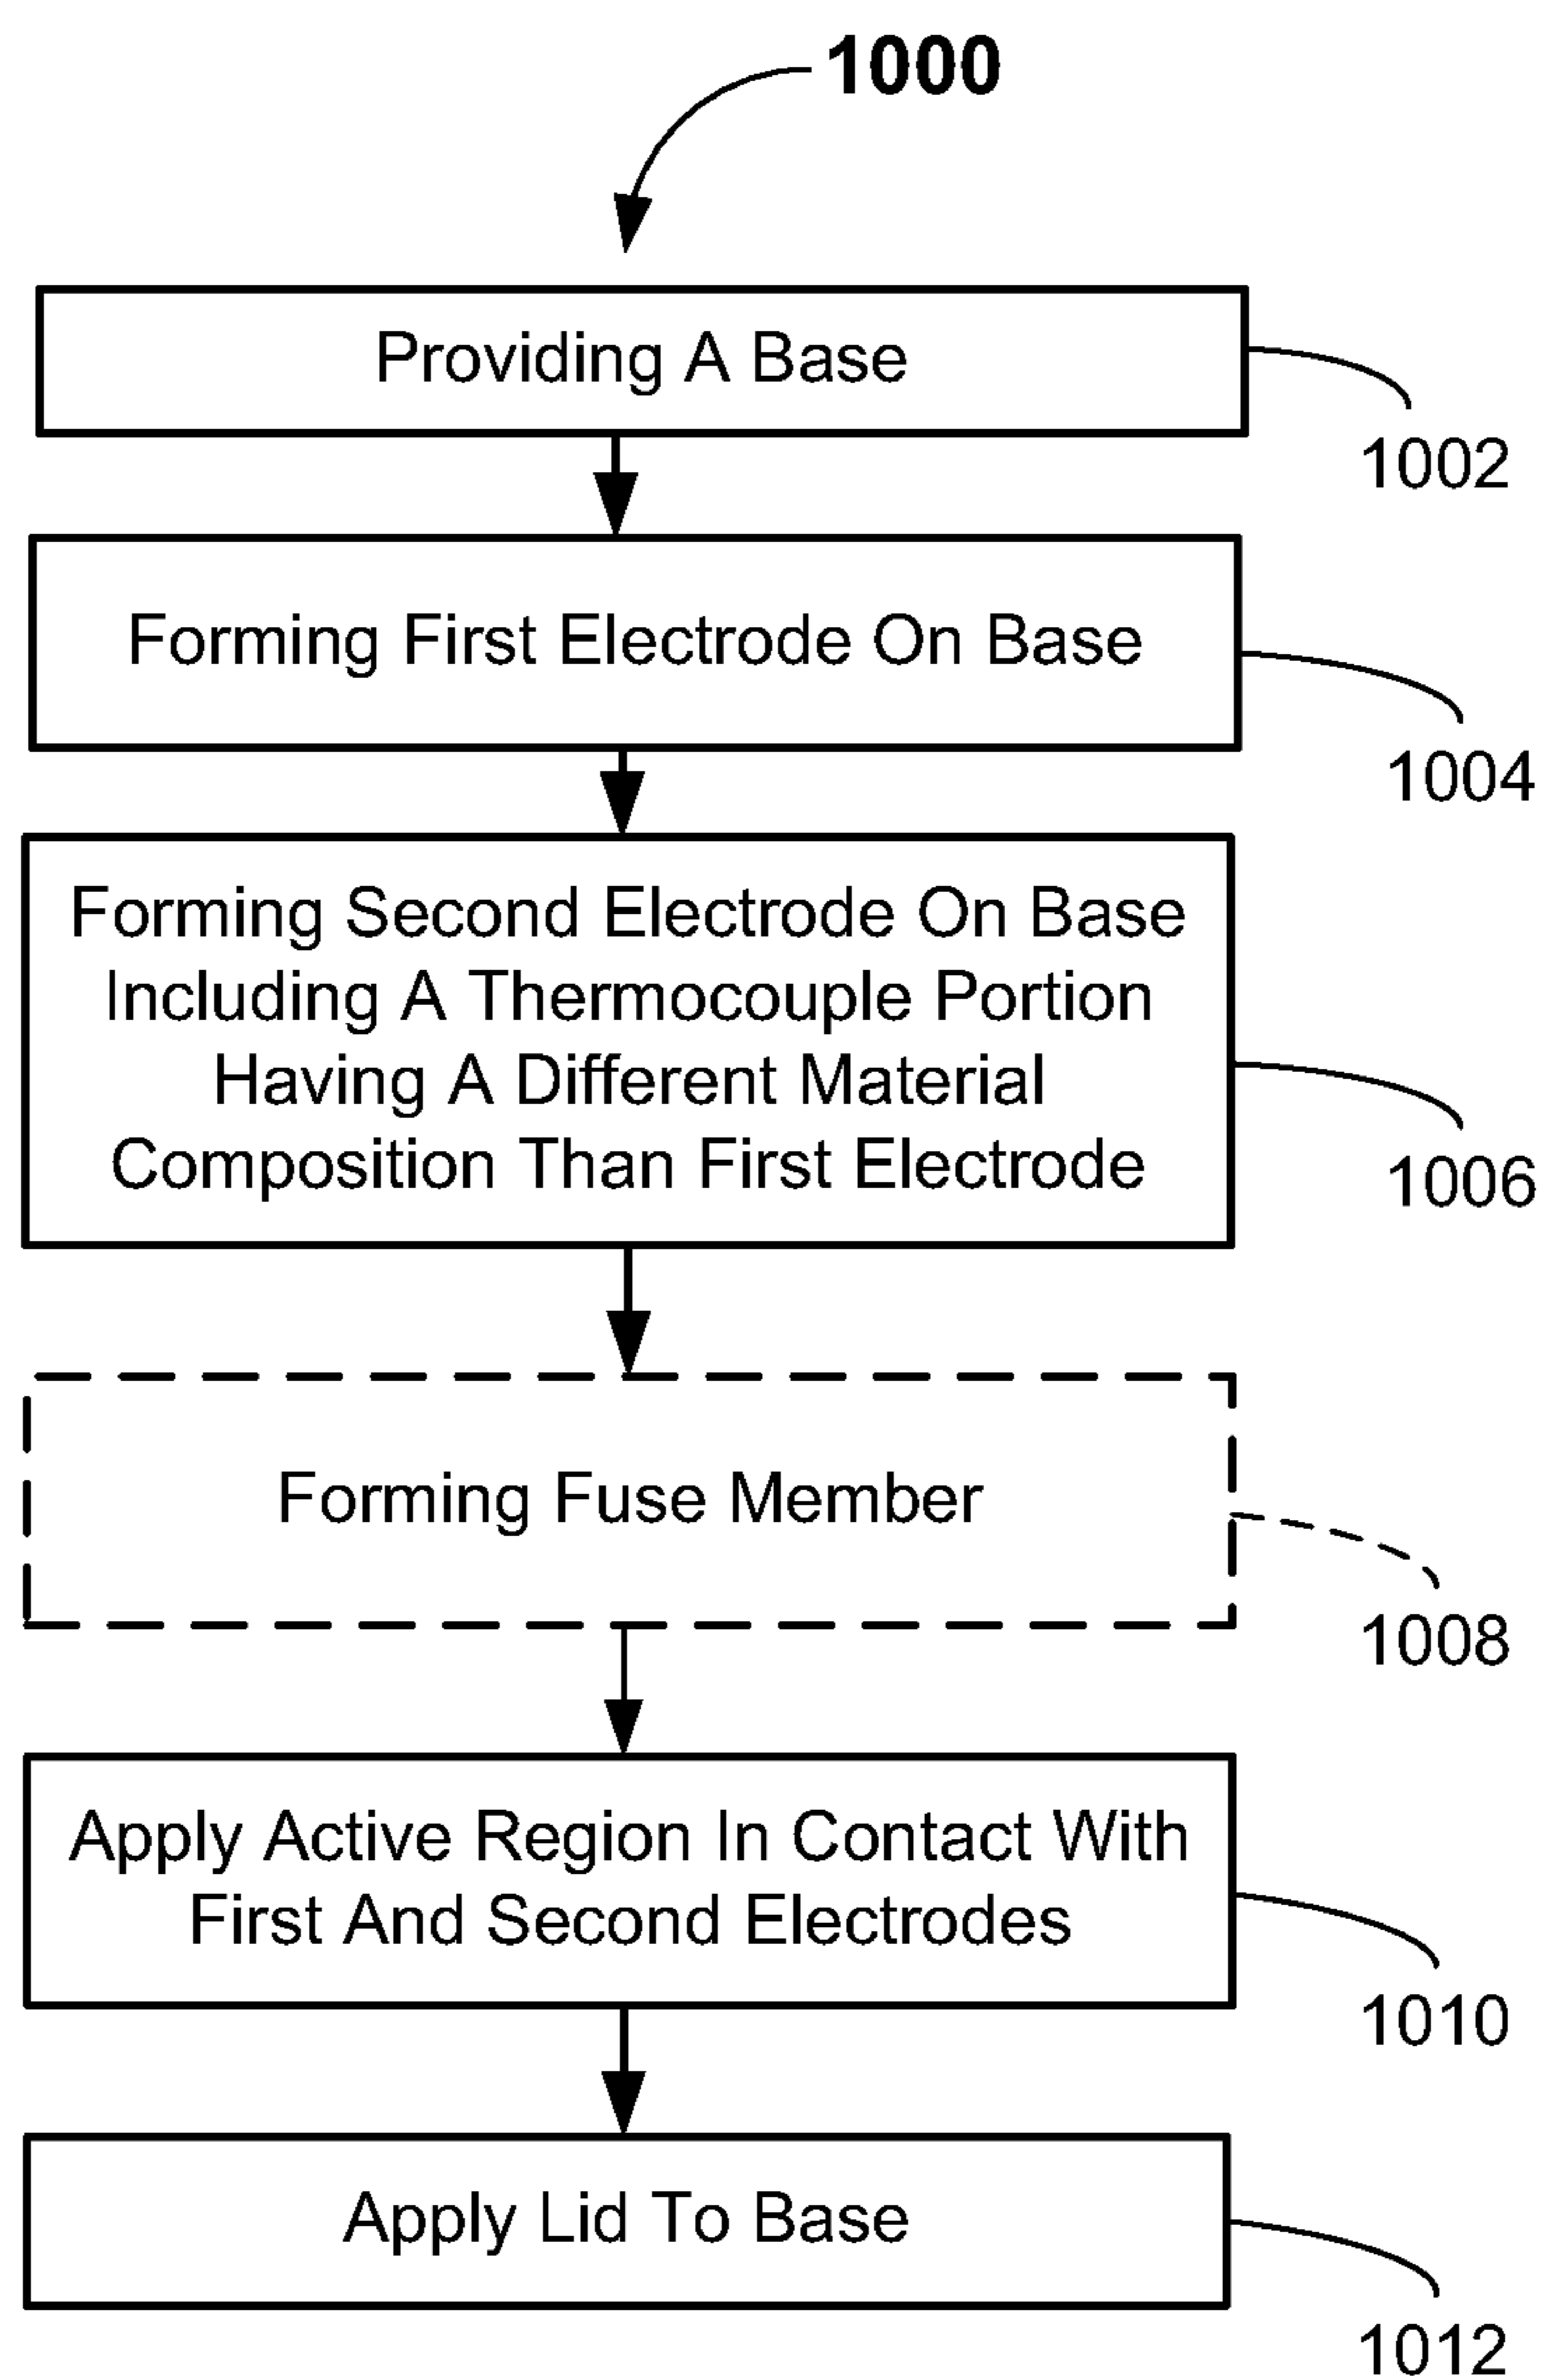 1000
Providing A Base
1002
Forming First Electrode On Base
1004
Forming Second Electrode On Base
Including A Thermocouple Portion
Having A Different Material
Composition Than First Electrode
1006
Forming Fuse Member
1008
Apply Active Region In Contact With
First And Second Electrodes
1010
Apply Lid To Base
1012